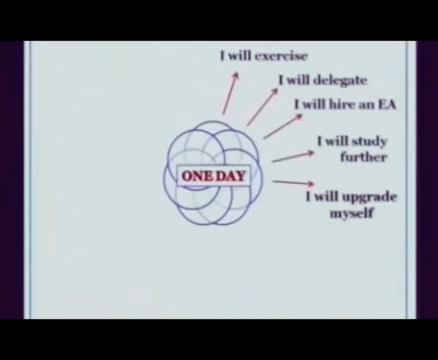 I will exercise
I will delegate
I will hire an EA
I will study
further
ONE DAY
I will upgrade
myself